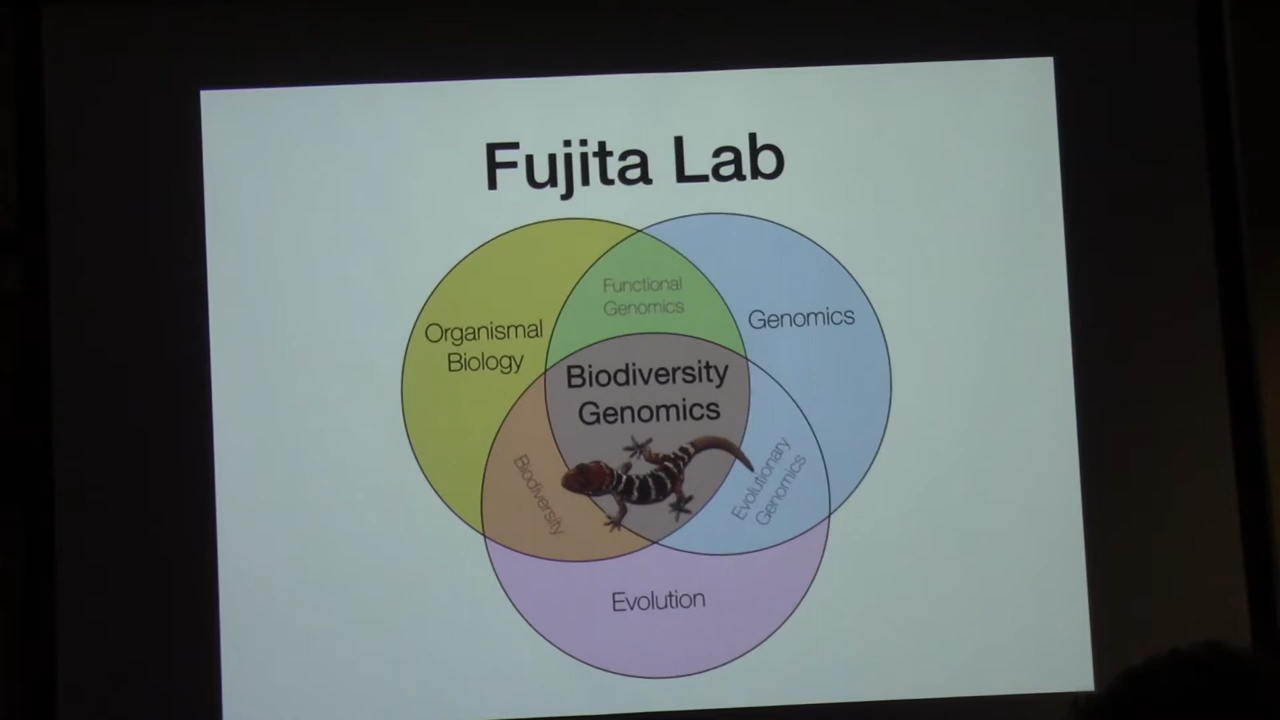 Fujita Lab
Functional
Genomics
Organismal
Biology
Genomics
Biodiversity
Genomics
Biodiversity
Evolutionary
Genomics
Evolution